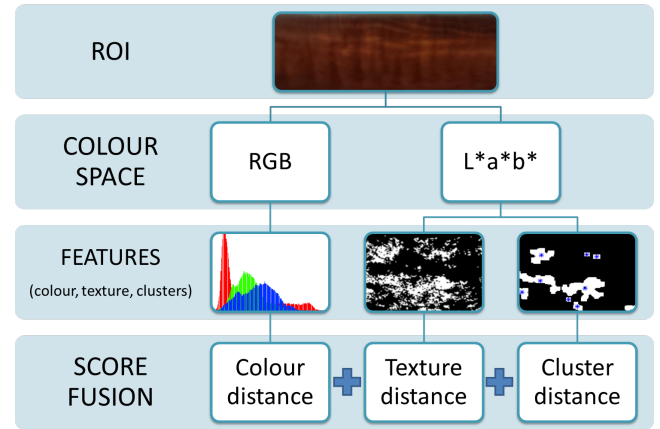 ROI
COLOUR
SPACE
RGB
L*a*b*
FEATURES
(colour, texture, clusters)
SCORE
FUSION
Colour
distance
Texture
distance
Cluster
distance